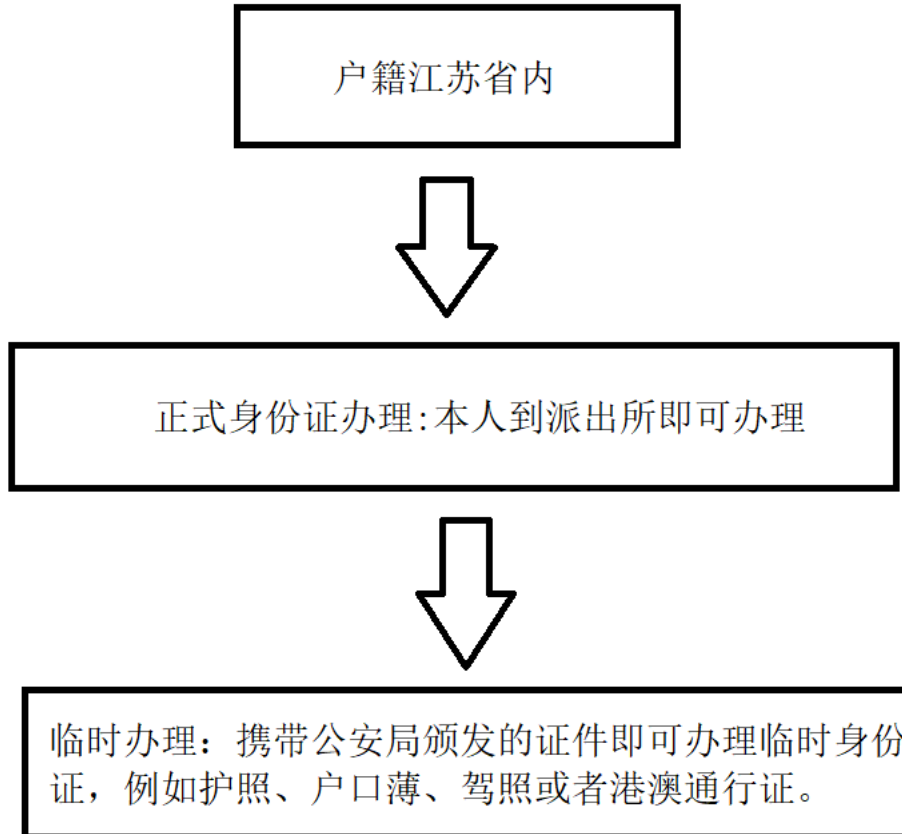 户籍江苏省内
正式身份证办理:本人到派出所即可办理
临时办理：携带公安局颁发的证件即可办理临时身份
证，例如护照、户口薄、驾照或者港澳通行证。